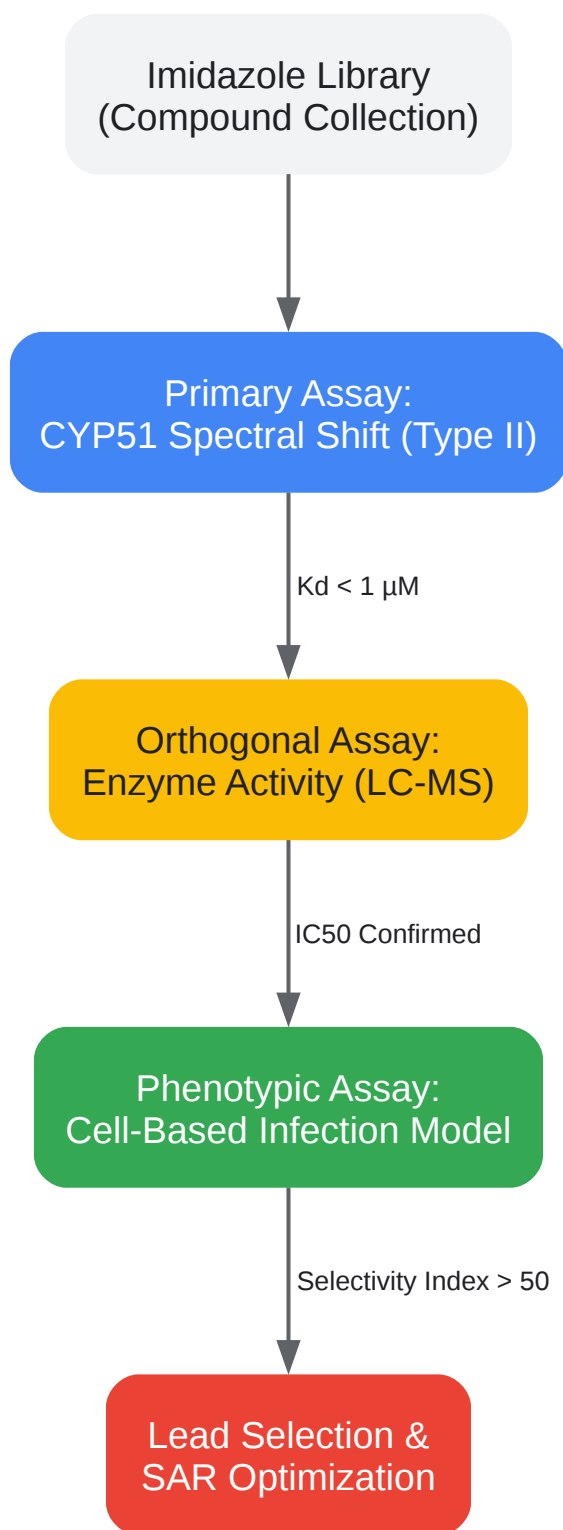 Imidazole Library
(Compound Collection)
Primary Assay:
CYP51 Spectral Shift (Type II)
Kd < 1 µM
Orthogonal Assay:
Enzyme Activity (LC-MS)
IC50 Confirmed
Phenotypic Assay:
Cell-Based Infection Model
Selectivity Index > 50
Lead Selection &
SAR Optimization